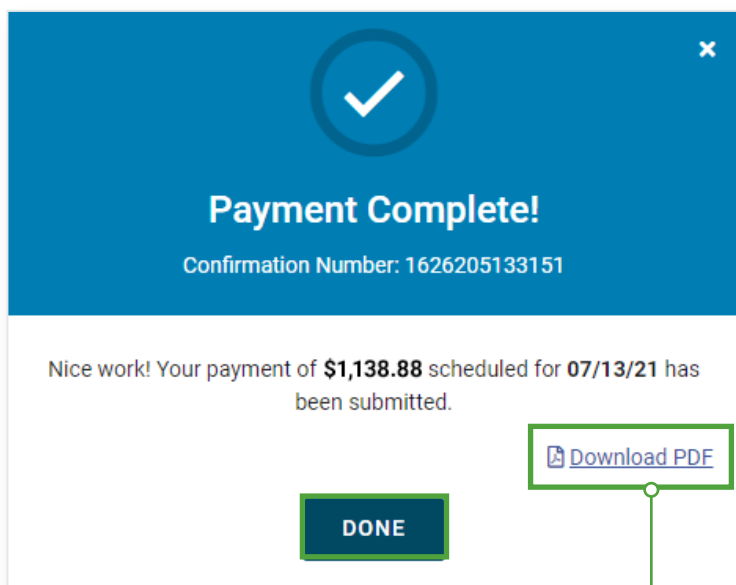 Payment Complete!
Confirmation Number: 1626205133151
Nice work! Your payment of $1,138.88 scheduled for 07/13/21 has
been submitted.
Download PDF
DONE